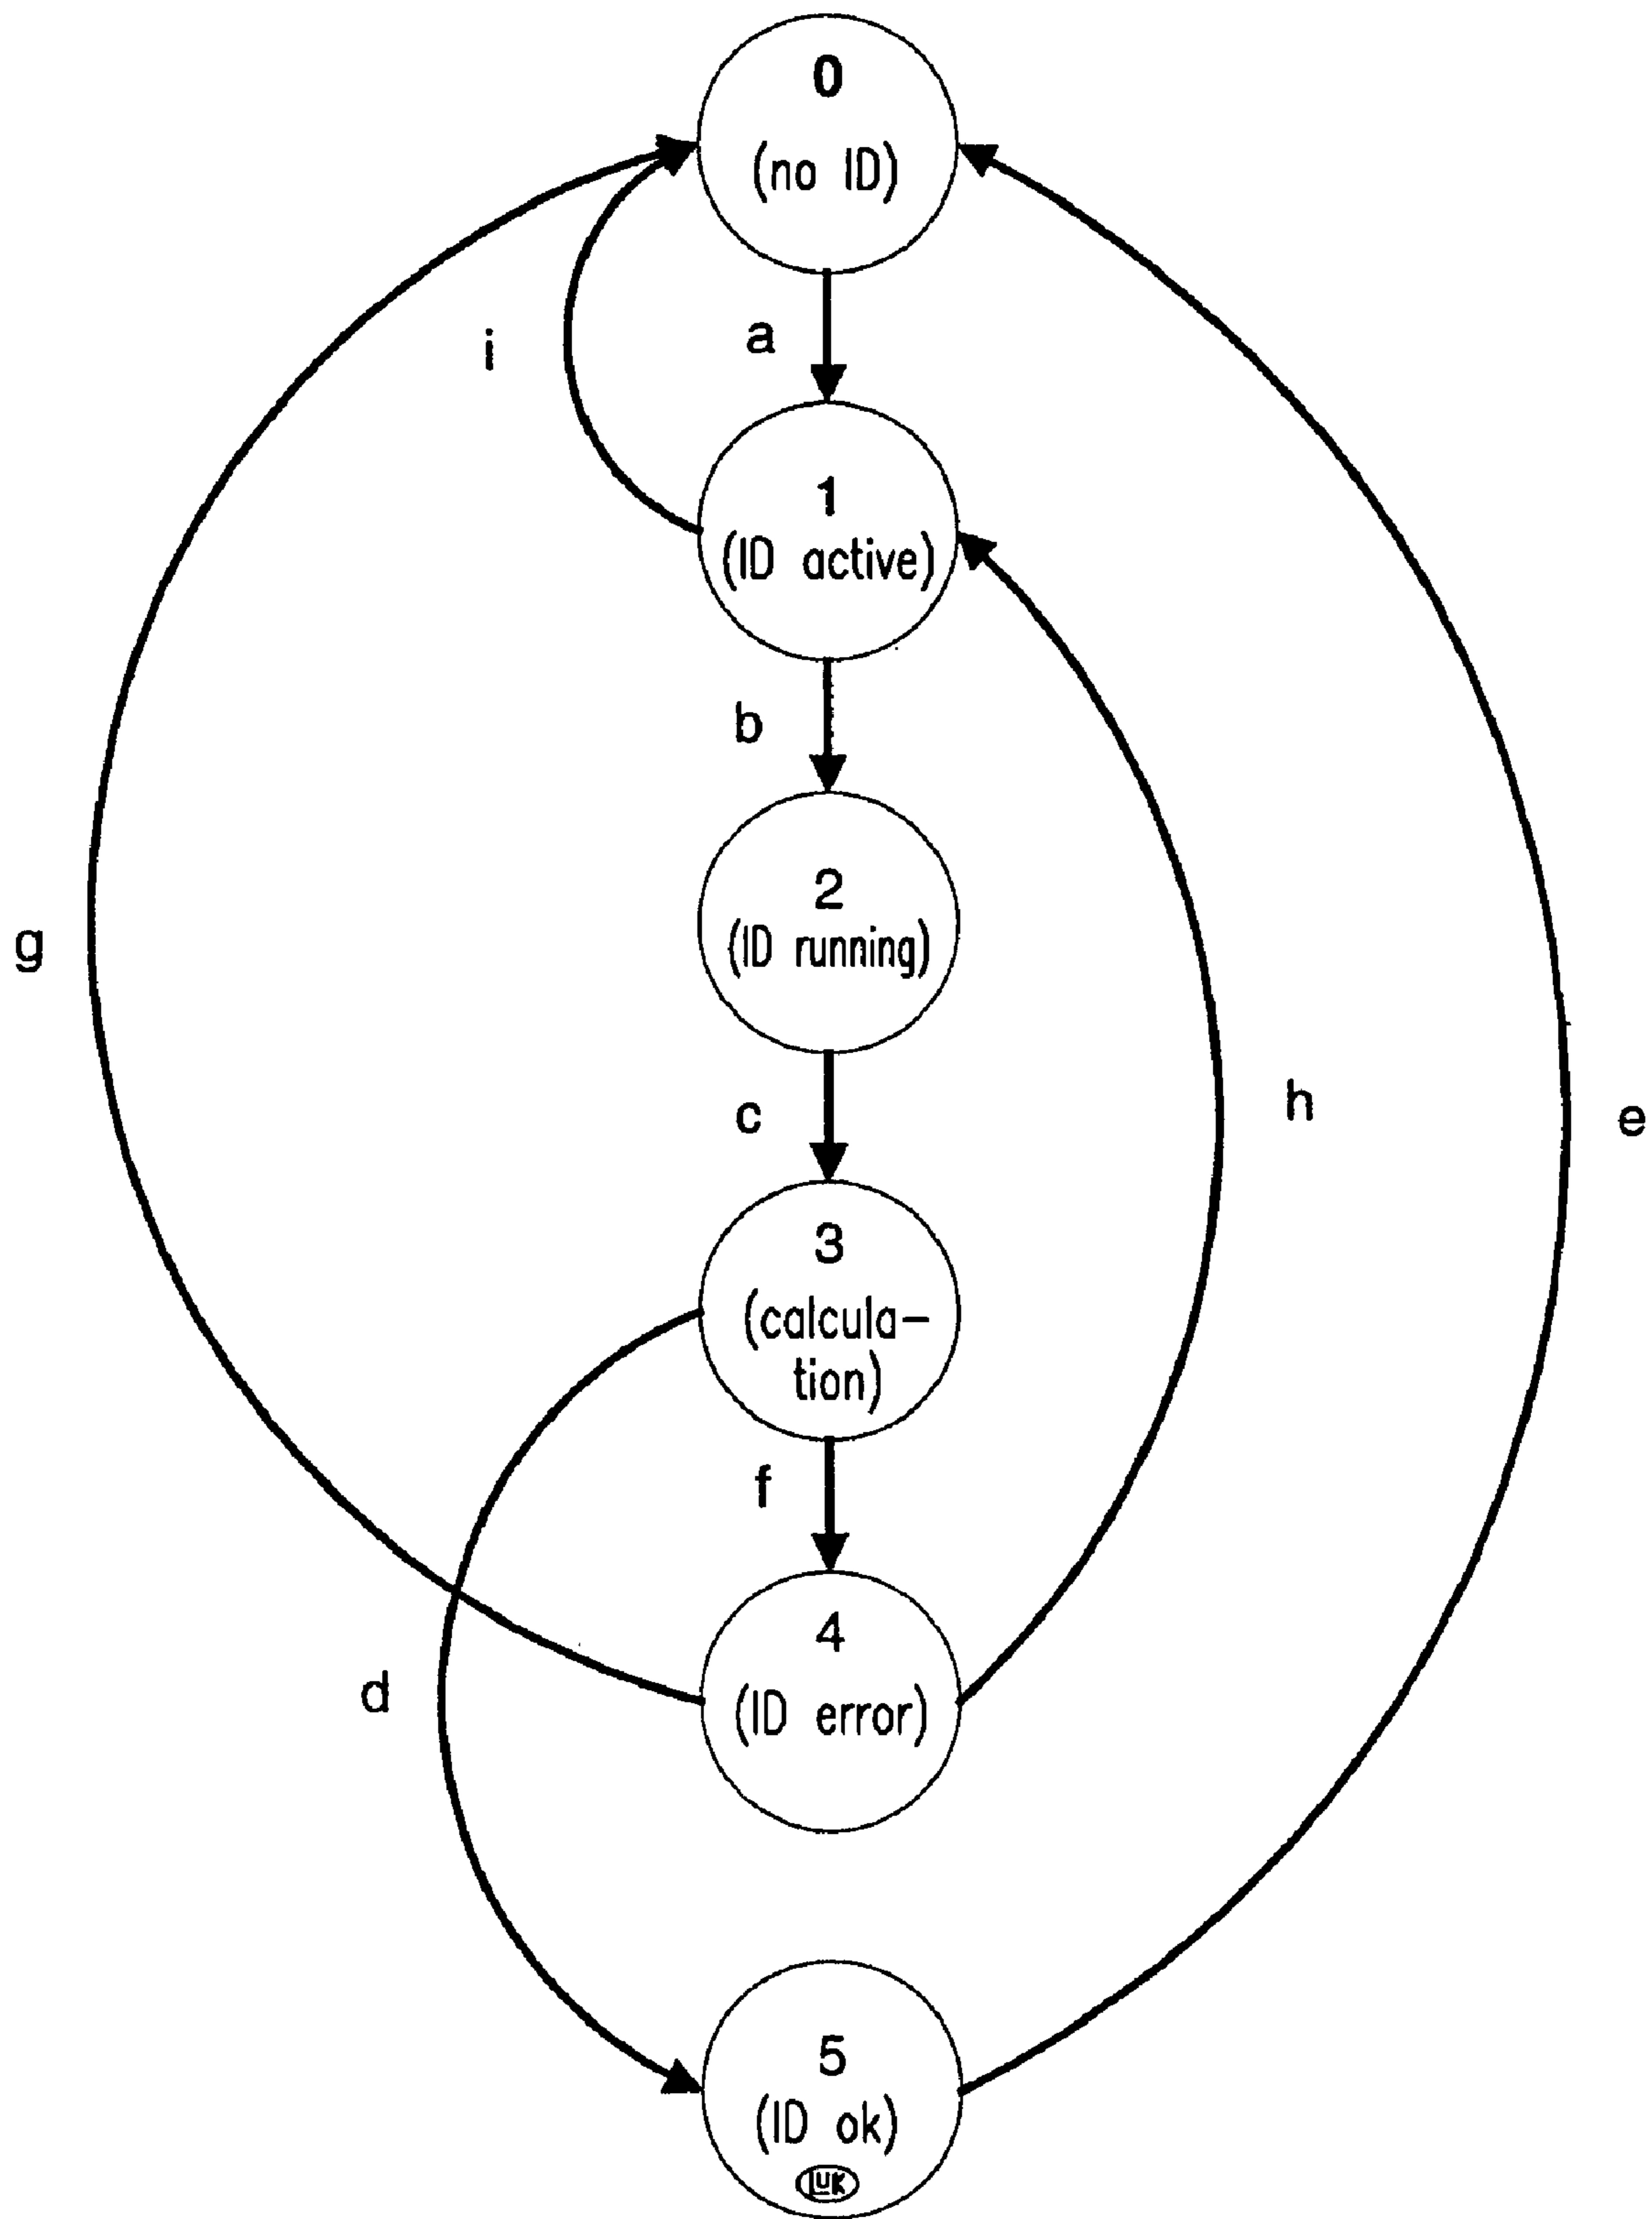 0
(no ID)
i
a
1
(ID active)
b
2
(ID running)
g
c
h
e
3
(calcula-
tion)
f
4
(ID error)
d
5
(ID ok)
LUK